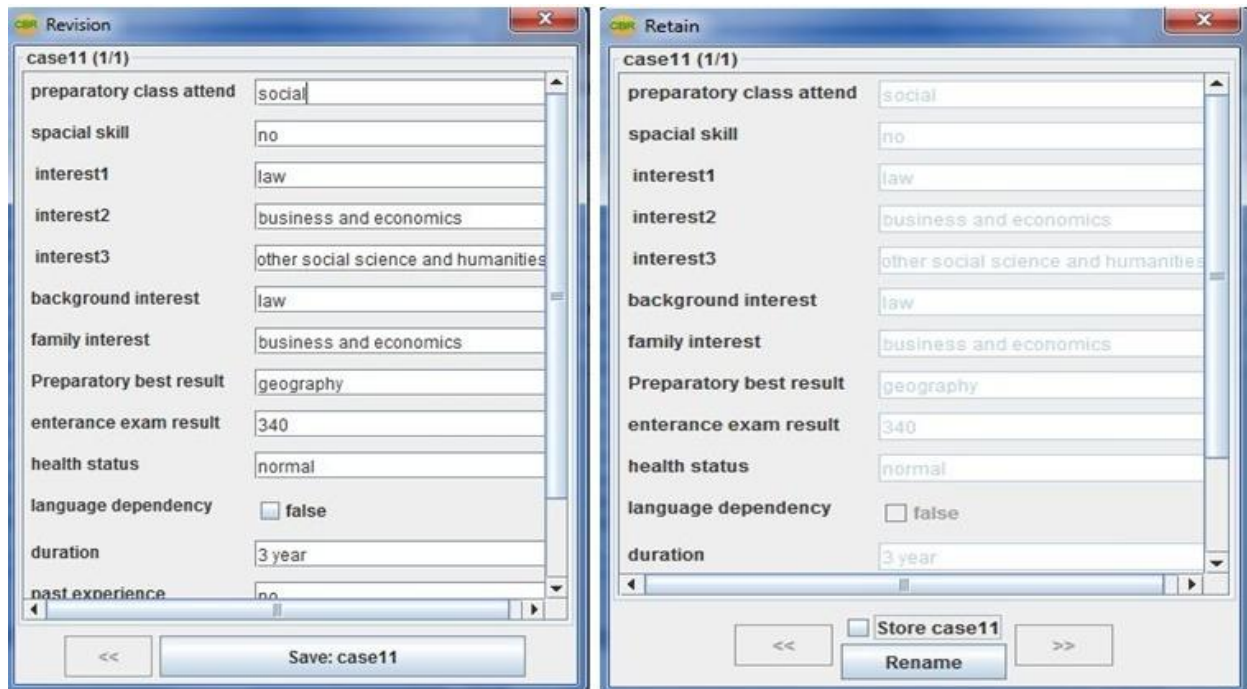 CBR Revision
case11 (1/1)
preparatory class attend social
spacial skill no
interest1 law
interest2 business and economics
interest3 other social science and humanities
background interest law
family interest business and economics
Preparatory best result geography
enterance exam result 340
health status normal
language dependency false
duration 3 year
past experience no
<< Save: case11
CBR Retain
case11 (1/1)
preparatory class attend social
spacial skill no
interest1 law
interest2 business and economics
interest3 other social science and humanities
background interest law
family interest business and economics
Preparatory best result geography
enterance exam result 340
health status normal
language dependency false
duration 3 year
<< Store case11 >>
Rename